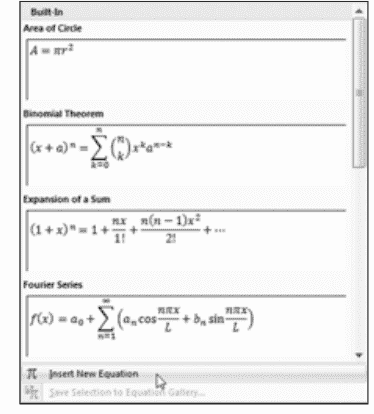 Built-In
Area of Circle
A = πr²
Binomial Theorem
(x + a)ⁿ = ∑ₖ₌₀ⁿ (n k) xᵏaⁿ⁻ᵏ
Expansion of a Sum
(1 + x)ⁿ = 1 + nx/1! + n(n − 1)x²/2! + ⋯
Fourier Series
f(x) = a₀ + ∑ₙ₌₁^∞ (aₙ cos nπx/L + bₙ sin nπx/L)
π Insert New Equation
Save Selection to Equation Gallery...